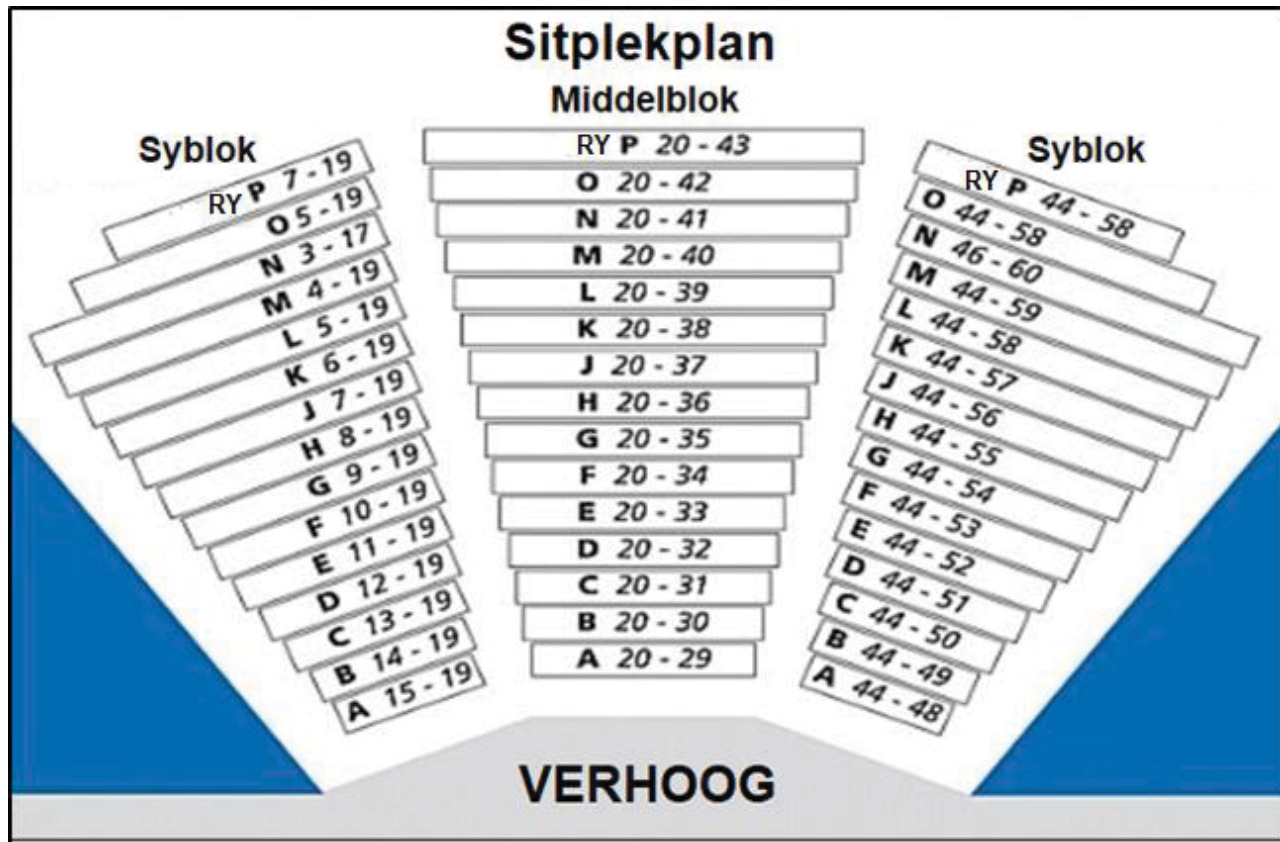 Sitplekplan
Middelblok
Syblok
RY P 7 - 19
O 5 - 19
N 3 - 17
M 4 - 19
L 5 - 19
K 6 - 19
J 7 - 19
H 8 - 19
G 9 - 19
F 10 - 19
E 11 - 19
D 12 - 19
C 13 - 19
B 14 - 19
A 15 - 19
RY P 20 - 43
O 20 - 42
N 20 - 41
M 20 - 40
L 20 - 39
K 20 - 38
J 20 - 37
H 20 - 36
G 20 - 35
F 20 - 34
E 20 - 33
D 20 - 32
C 20 - 31
B 20 - 30
A 20 - 29
Syblok
RY P 44 - 58
O 44 - 58
N 46 - 60
M 44 - 59
L 44 - 58
K 44 - 57
J 44 - 56
H 44 - 55
G 44 - 54
F 44 - 53
E 44 - 52
D 44 - 51
C 44 - 50
B 44 - 49
A 44 - 48
VERHOOG